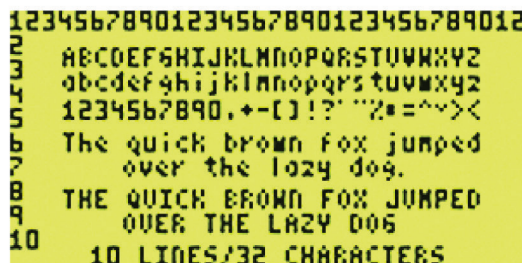 12345678901234567890123456789012
2
3 ABCDEFGHIJKLMNOPQRSTUVWXYZ
4 abcdefghijklmnopqrstuvwxyz
5 1234567890.+-()!?'"%*=^~><
6 The quick brown fox jumped
7 over the lazy dog.
8 THE QUICK BROWN FOX JUMPED
9 OVER THE LAZY DOG
10 10 LINES/32 CHARACTERS